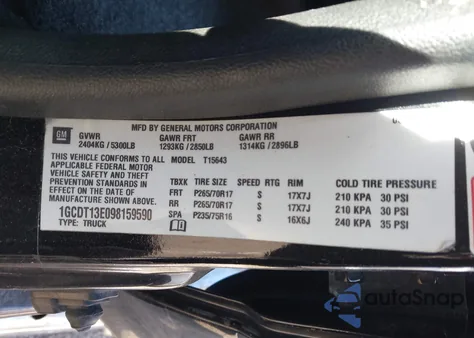 MFD BY GENERAL MOTORS CORPORATION
GM
GVWR GAWR FRT GAWR RR
2404KG / 5300LB 1293KG / 2850LB 1314KG / 2896LB
THIS VEHICLE CONFORMS TO ALL MODEL T15643
APPLICABLE FEDERAL MOTOR
VEHICLE SAFETY AND THEFT
PREVENTION STANDARDS IN
EFFECT ON THE DATE OF
MANUFACTURE SHOWN ABOVE.
1GCDT13E098159590
TYPE: TRUCK
TBXK TIRE SPEED RTG RIM COLD TIRE PRESSURE
FRT P265/70R17 S 17X7J 210 KPA 30 PSI
RR P265/70R17 S 17X7J 210 KPA 30 PSI
SPA P235/75R16 S 16X6J 240 KPA 35 PSI
autoSnap